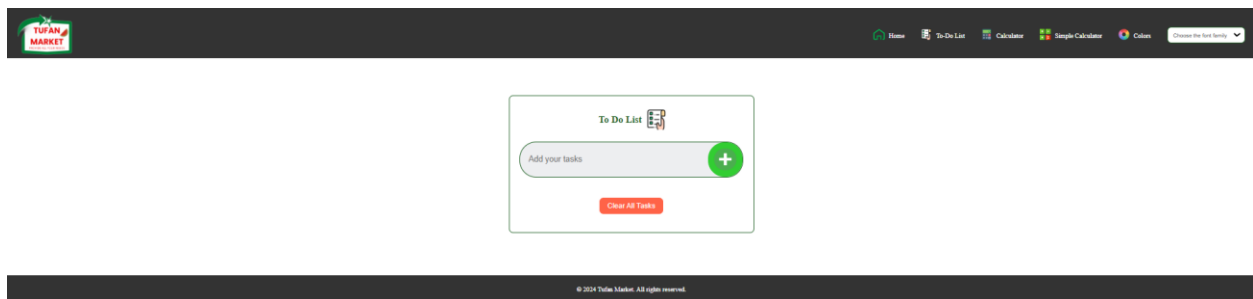 TUFAN
MARKET
Home
To-Do List
Calculator
Simple Calculator
Colors
Choose the font family
To Do List
Add your tasks
Clear All Tasks
© 2024 Tufan Market. All rights reserved.